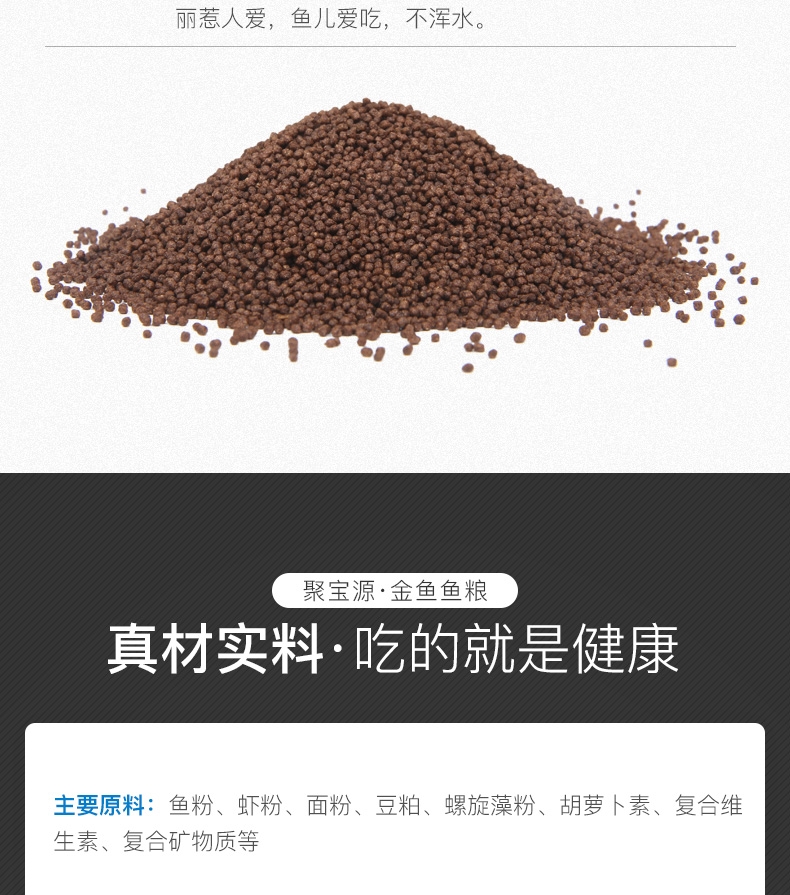 丽惹人爱，鱼儿爱吃，不浑水。
聚宝源·金鱼鱼粮
真材实料·吃的就是健康
主要原料：鱼粉、虾粉、面粉、豆粕、螺旋藻粉、胡萝卜素、复合维
生素、复合矿物质等